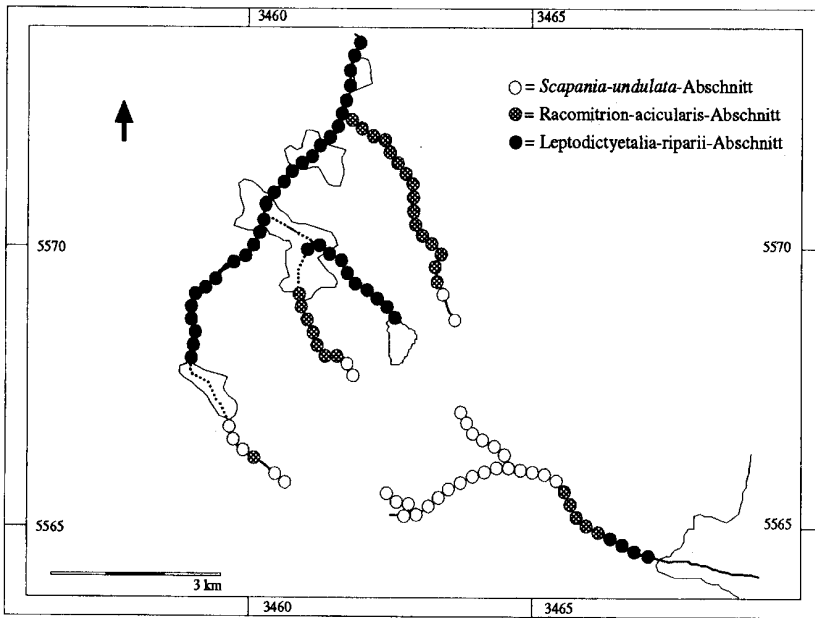 3460 3465
○ = Scapania-undulata-Abschnitt
= Racomitrion-acicularis-Abschnitt
● = Leptodictyetalia-riparii-Abschnitt
5570 5570
5565 5565
3 km
3460 3465